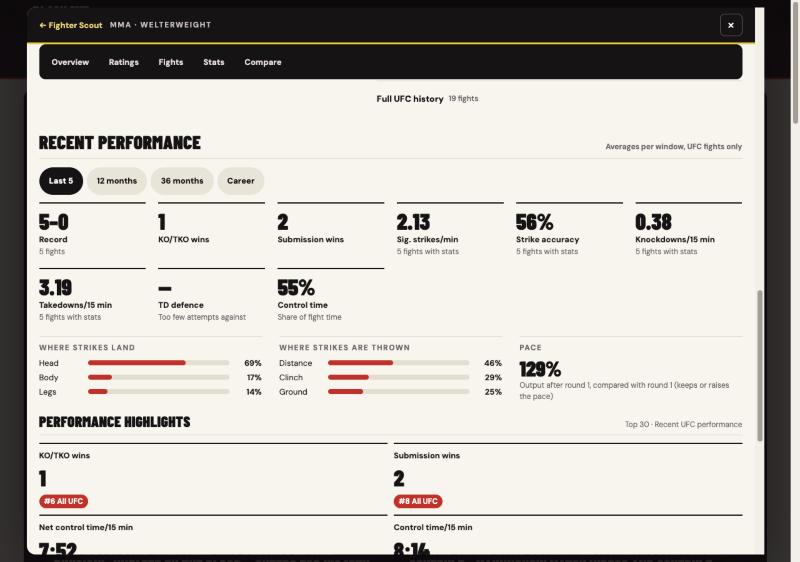 ← Fighter Scout MMA · WELTERWEIGHT ×
Overview Ratings Fights Stats Compare
Full UFC history 19 fights
RECENT PERFORMANCE
Averages per window, UFC fights only
Last 5 12 months 36 months Career
5-0
Record
5 fights
1
KO/TKO wins
2
Submission wins
2.13
Sig. strikes/min
5 fights with stats
56%
Strike accuracy
5 fights with stats
0.38
Knockdowns/15 min
5 fights with stats
3.19
Takedowns/15 min
5 fights with stats
—
TD defence
Too few attempts against
55%
Control time
Share of fight time
WHERE STRIKES LAND
Head 69%
Body 17%
Legs 14%
WHERE STRIKES ARE THROWN
Distance 46%
Clinch 29%
Ground 25%
PACE
129%
Output after round 1, compared with round 1 (keeps or raises
the pace)
PERFORMANCE HIGHLIGHTS
Top 30 · Recent UFC performance
KO/TKO wins
1
#6 All UFC
Submission wins
2
#8 All UFC
Net control time/15 min
7:52
Control time/15 min
8:14